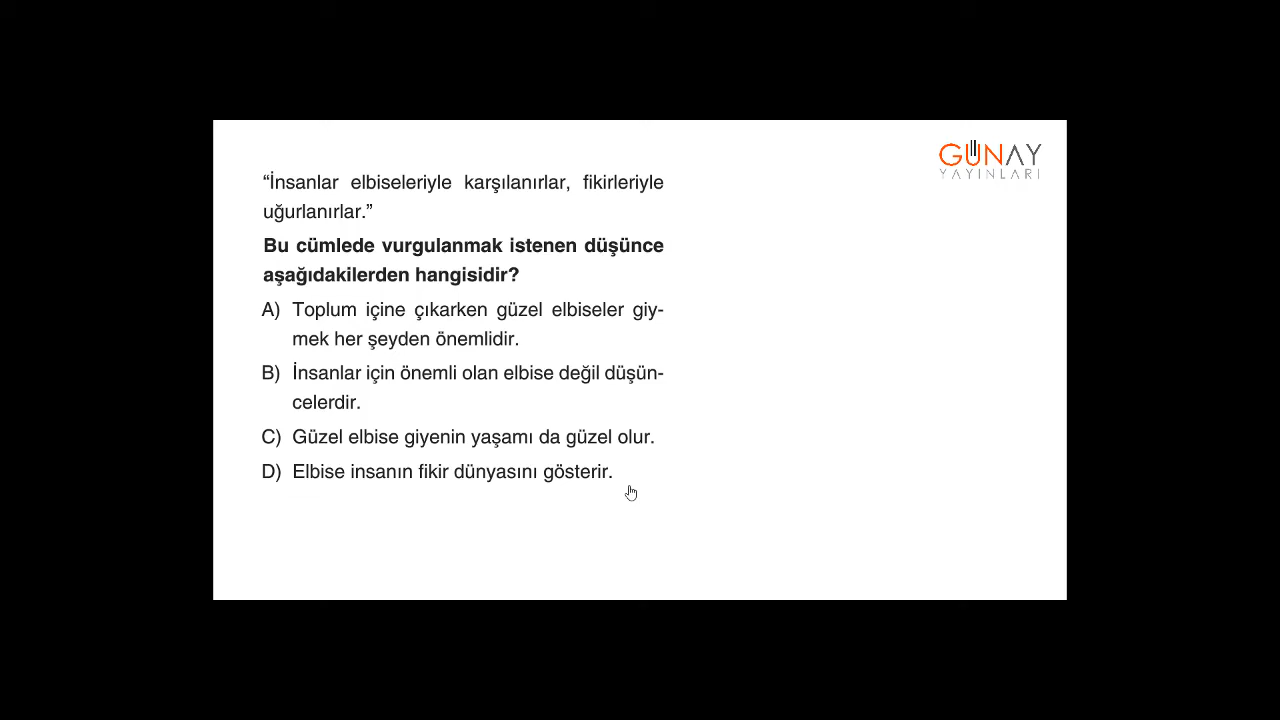 GÜNAY
YAYINLARI
“İnsanlar elbiseleriyle karşılanırlar, fikirleriyle
uğurlanırlar.”
Bu cümlede vurgulanmak istenen düşünce
aşağıdakilerden hangisidir?
A) Toplum içine çıkarken güzel elbiseler giy-
mek her şeyden önemlidir.
B) İnsanlar için önemli olan elbise değil düşün-
celerdir.
C) Güzel elbise giyenin yaşamı da güzel olur.
D) Elbise insanın fikir dünyasını gösterir.